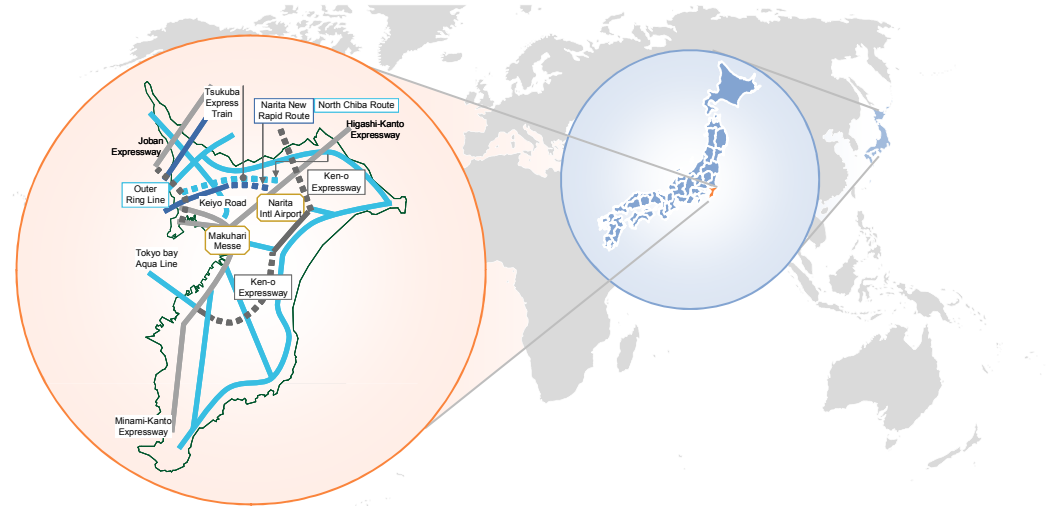 Tsukuba
Express
Train
Narita New
Rapid Route
North Chiba Route
Higashi-Kanto
Expressway
Joban
Expressway
Ken-o
Expressway
Outer
Ring Line
Keiyo Road
Narita
Intl Airport
Makuhari
Messe
Tokyo bay
Aqua Line
Ken-o
Expressway
Minami-Kanto
Expressway